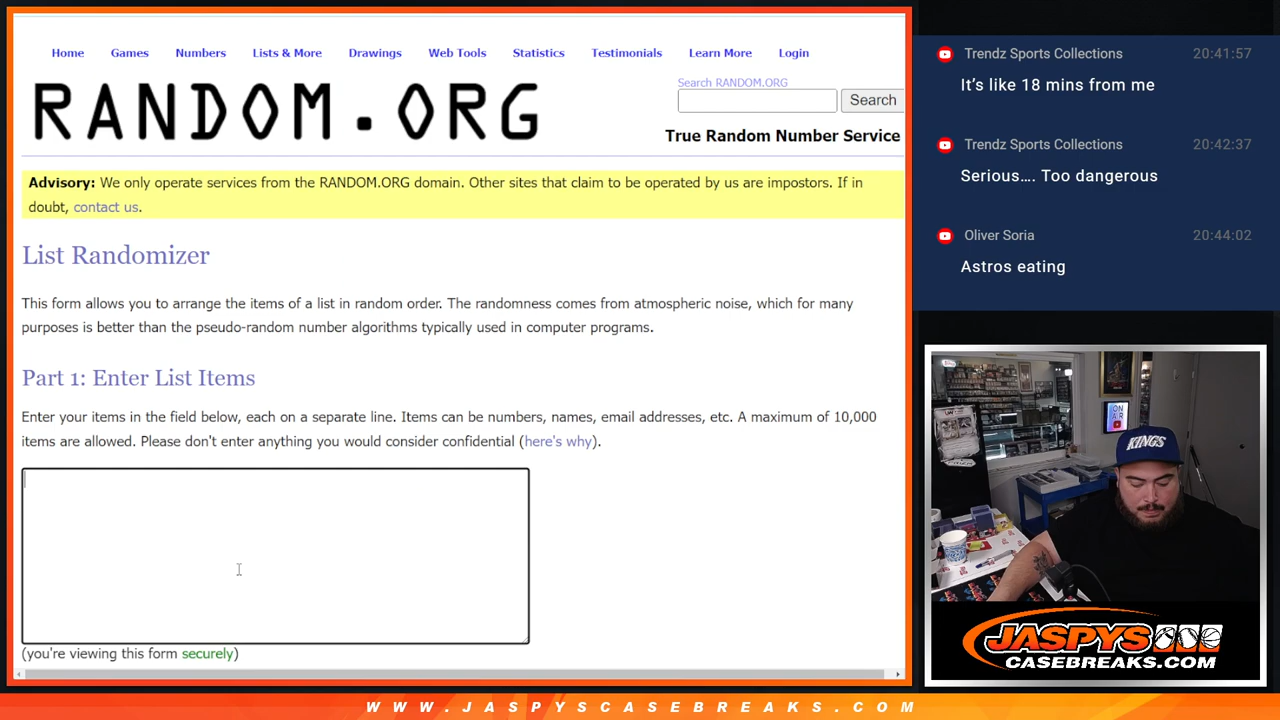 Home Games Numbers Lists & More Drawings Web Tools Statistics Testimonials Learn More Login
Search RANDOM.ORG
RANDOM.ORG
Search
True Random Number Service
Advisory: We only operate services from the RANDOM.ORG domain. Other sites that claim to be operated by us are impostors. If in
doubt, contact us.
List Randomizer
This form allows you to arrange the items of a list in random order. The randomness comes from atmospheric noise, which for many
purposes is better than the pseudo-random number algorithms typically used in computer programs.
Part 1: Enter List Items
Enter your items in the field below, each on a separate line. Items can be numbers, names, email addresses, etc. A maximum of 10,000
items are allowed. Please don't enter anything you would consider confidential (here's why).
(you're viewing this form securely)
Trendz Sports Collections 20:41:57
It’s like 18 mins from me
Trendz Sports Collections 20:42:37
Serious…. Too dangerous
Oliver Soria 20:44:02
Astros eating
ON
AIR
KINGS
JASPYS
CASEBREAKS.COM
WWW.JASPYSCASEBREAKS.COM